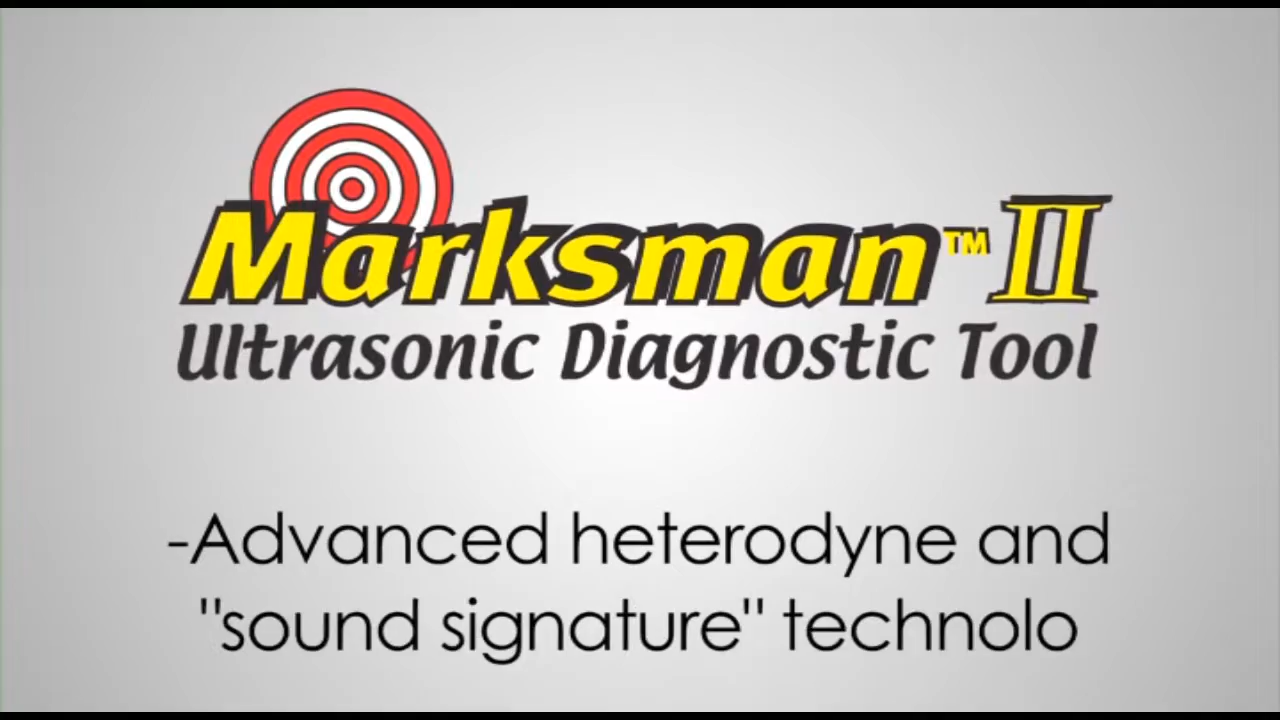 Marksman™ II
Ultrasonic Diagnostic Tool
-Advanced heterodyne and
"sound signature" technolo